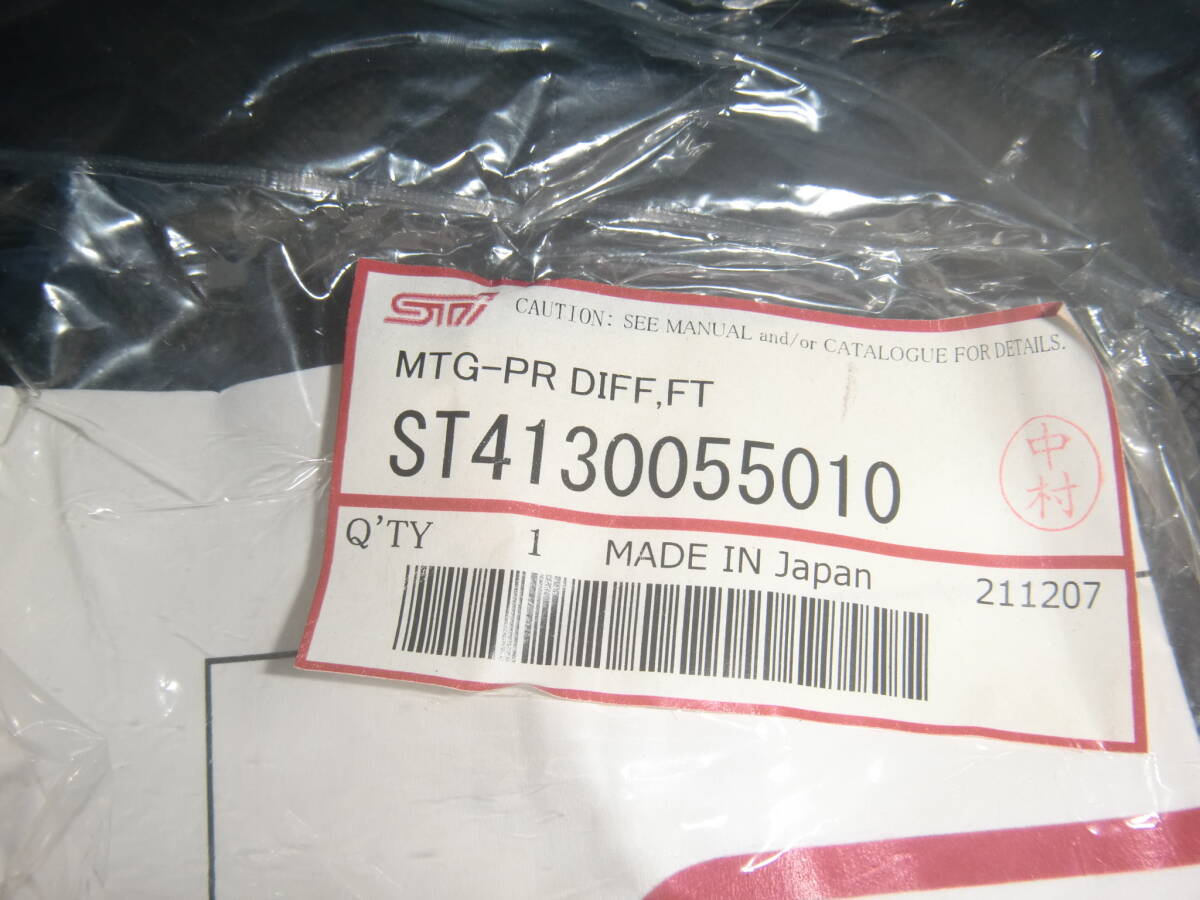 STi CAUTION: SEE MANUAL and/or CATALOGUE FOR DETAILS.
MTG-PR DIFF,FT
ST4130055010
中村
Q'TY 1 MADE IN Japan 211207